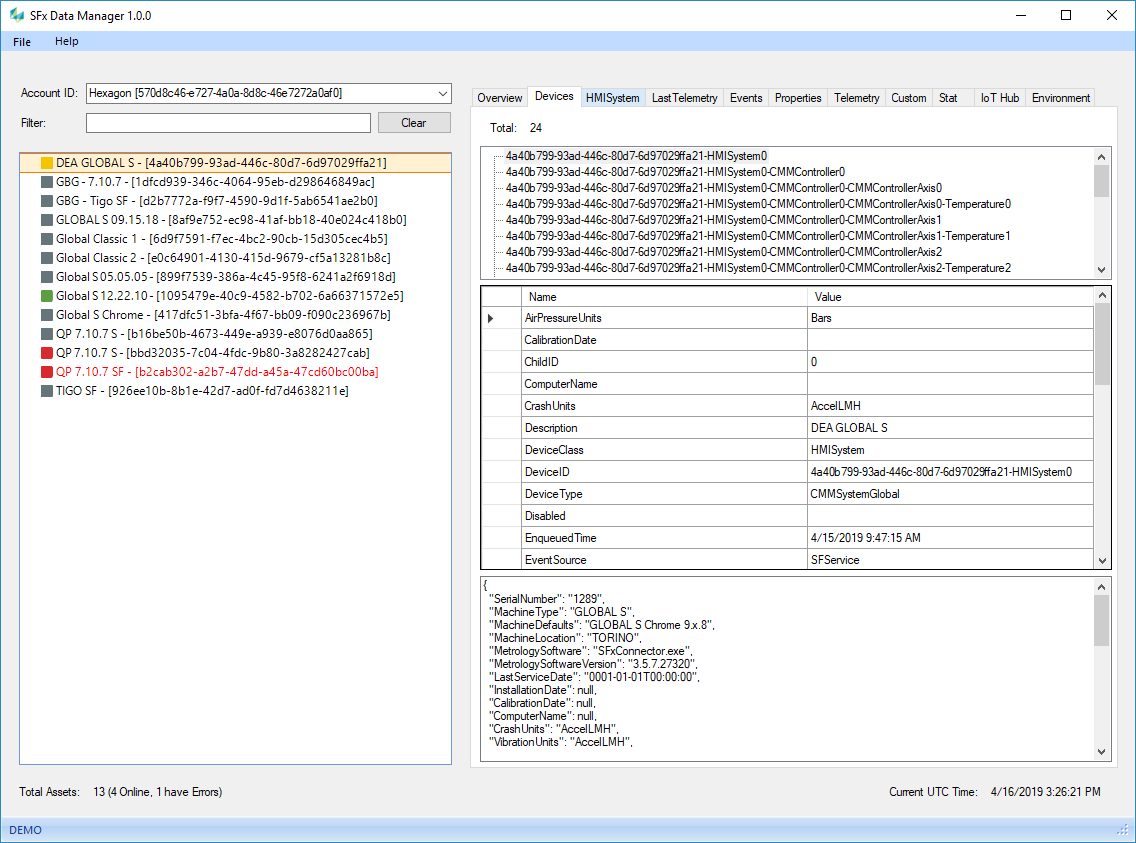 SFx Data Manager 1.0.0
File Help
Account ID: Hexagon [570d8c46-e727-4a0a-8d8c-46e7272a0af0]
Filter: Clear
DEA GLOBAL S - [4a40b799-93ad-446c-80d7-6d97029ffa21]
GBG - 7.10.7 - [1dfcd939-346c-4064-95eb-d298646849ac]
GBG - Tigo SF - [d2b7772a-f9f7-4590-9d1f-5ab6541ae2b0]
GLOBAL S 09.15.18 - [8af9e752-ec98-41af-bb18-40e024c418b0]
Global Classic 1 - [6d9f7591-f7ec-4bc2-90cb-15d305cec4b5]
Global Classic 2 - [e0c64901-4130-415d-9679-cf5a13281b8c]
Global S 05.05.05 - [899f7539-386a-4c45-95f8-6241a2f6918d]
Global S 12.22.10 - [1095479e-40c9-4582-b702-6a66371572e5]
Global S Chrome - [417dfc51-3bfa-4f67-bb09-f090c236967b]
QP 7.10.7 S - [b16be50b-4673-449e-a939-e8076d0aa865]
QP 7.10.7 S - [bbd32035-7c04-4fdc-9b80-3a8282427cab]
QP 7.10.7 SF - [b2cab302-a2b7-47dd-a45a-47cd60bc00ba]
TIGO SF - [926ee10b-8b1e-42d7-ad0f-fd7d4638211e]
Overview Devices HMISystem LastTelemetry Events Properties Telemetry Custom Stat IoT Hub Environment
Total: 24
4a40b799-93ad-446c-80d7-6d97029ffa21-HMISystem0
4a40b799-93ad-446c-80d7-6d97029ffa21-HMISystem0-CMMController0
4a40b799-93ad-446c-80d7-6d97029ffa21-HMISystem0-CMMController0-CMMControllerAxis0
4a40b799-93ad-446c-80d7-6d97029ffa21-HMISystem0-CMMController0-CMMControllerAxis0-Temperature0
4a40b799-93ad-446c-80d7-6d97029ffa21-HMISystem0-CMMController0-CMMControllerAxis1
4a40b799-93ad-446c-80d7-6d97029ffa21-HMISystem0-CMMController0-CMMControllerAxis1-Temperature1
4a40b799-93ad-446c-80d7-6d97029ffa21-HMISystem0-CMMController0-CMMControllerAxis2
4a40b799-93ad-446c-80d7-6d97029ffa21-HMISystem0-CMMController0-CMMControllerAxis2-Temperature2
Name Value
AirPressureUnits Bars
CalibrationDate
ChildID 0
ComputerName
CrashUnits AccelLMH
Description DEA GLOBAL S
DeviceClass HMISystem
DeviceID 4a40b799-93ad-446c-80d7-6d97029ffa21-HMISystem0
DeviceType CMMSystemGlobal
Disabled
EnqueuedTime 4/15/2019 9:47:15 AM
EventSource SFService
{
"SerialNumber": "1289",
"MachineType": "GLOBAL S",
"MachineDefaults": "GLOBAL S Chrome 9.x.8",
"MachineLocation": "TORINO",
"MetrologySoftware": "SFxConnector.exe",
"MetrologySoftwareVersion": "3.5.7.27320",
"LastServiceDate": "0001-01-01T00:00:00",
"InstallationDate": null,
"CalibrationDate": null,
"ComputerName": null,
"CrashUnits": "AccelLMH",
"VibrationUnits": "AccelLMH",
Total Assets: 13 (4 Online, 1 have Errors)
Current UTC Time: 4/16/2019 3:26:21 PM
DEMO